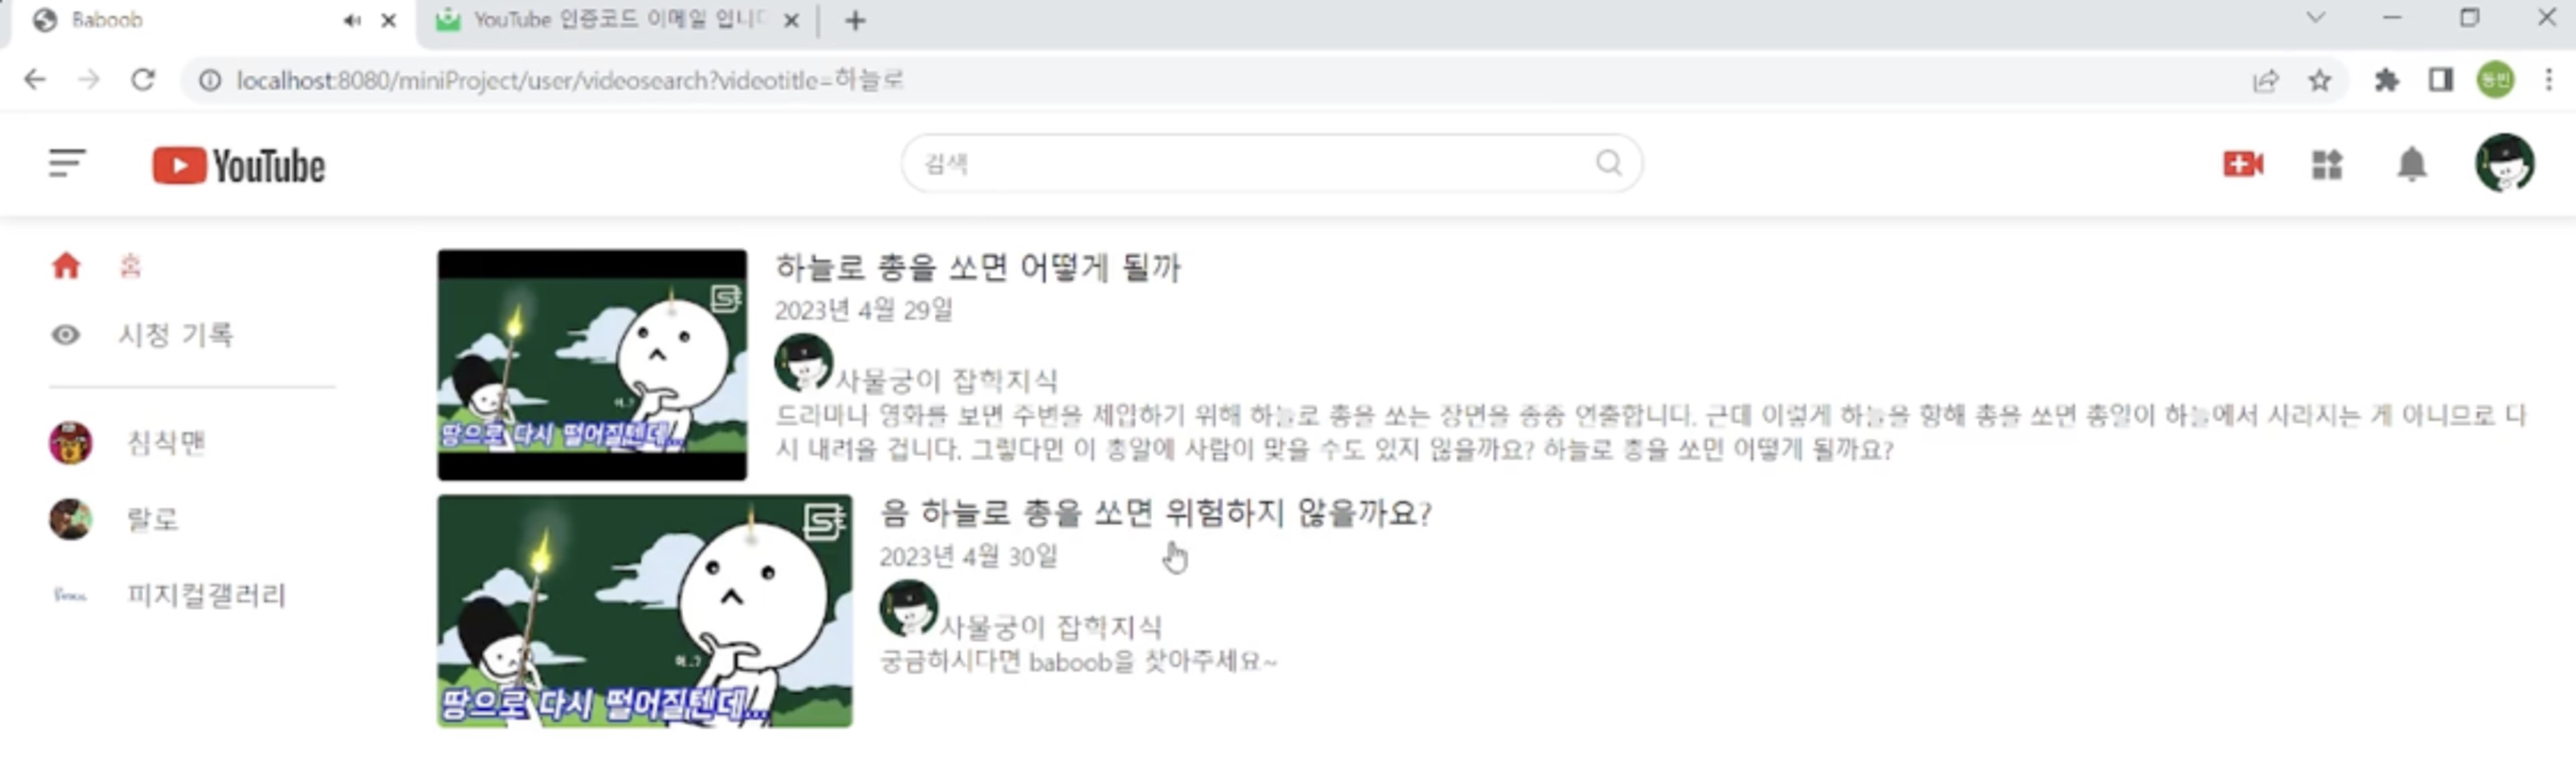 Baboob
YouTube 인증코드 이메일 입니다
localhost:8080/miniProject/user/videosearch?videotitle=하늘로
동빈
YouTube
검색
홈
시청 기록
침착맨
랄로
피지컬갤러리
하늘로 총을 쏘면 어떻게 될까
2023년 4월 29일
사물궁이 잡학지식
드라마나 영화를 보면 주변을 제압하기 위해 하늘로 총을 쏘는 장면을 종종 연출합니다. 근데 이렇게 하늘을 향해 총을 쏘면 총알이 하늘에서 사라지는 게 아니므로 다
시 내려올 겁니다. 그렇다면 이 총알에 사람이 맞을 수도 있지 않을까요? 하늘로 총을 쏘면 어떻게 될까요?
땅으로 다시 떨어질텐데...
음 하늘로 총을 쏘면 위험하지 않을까요?
2023년 4월 30일
사물궁이 잡학지식
궁금하시다면 baboob을 찾아주세요~
땅으로 다시 떨어질텐데...